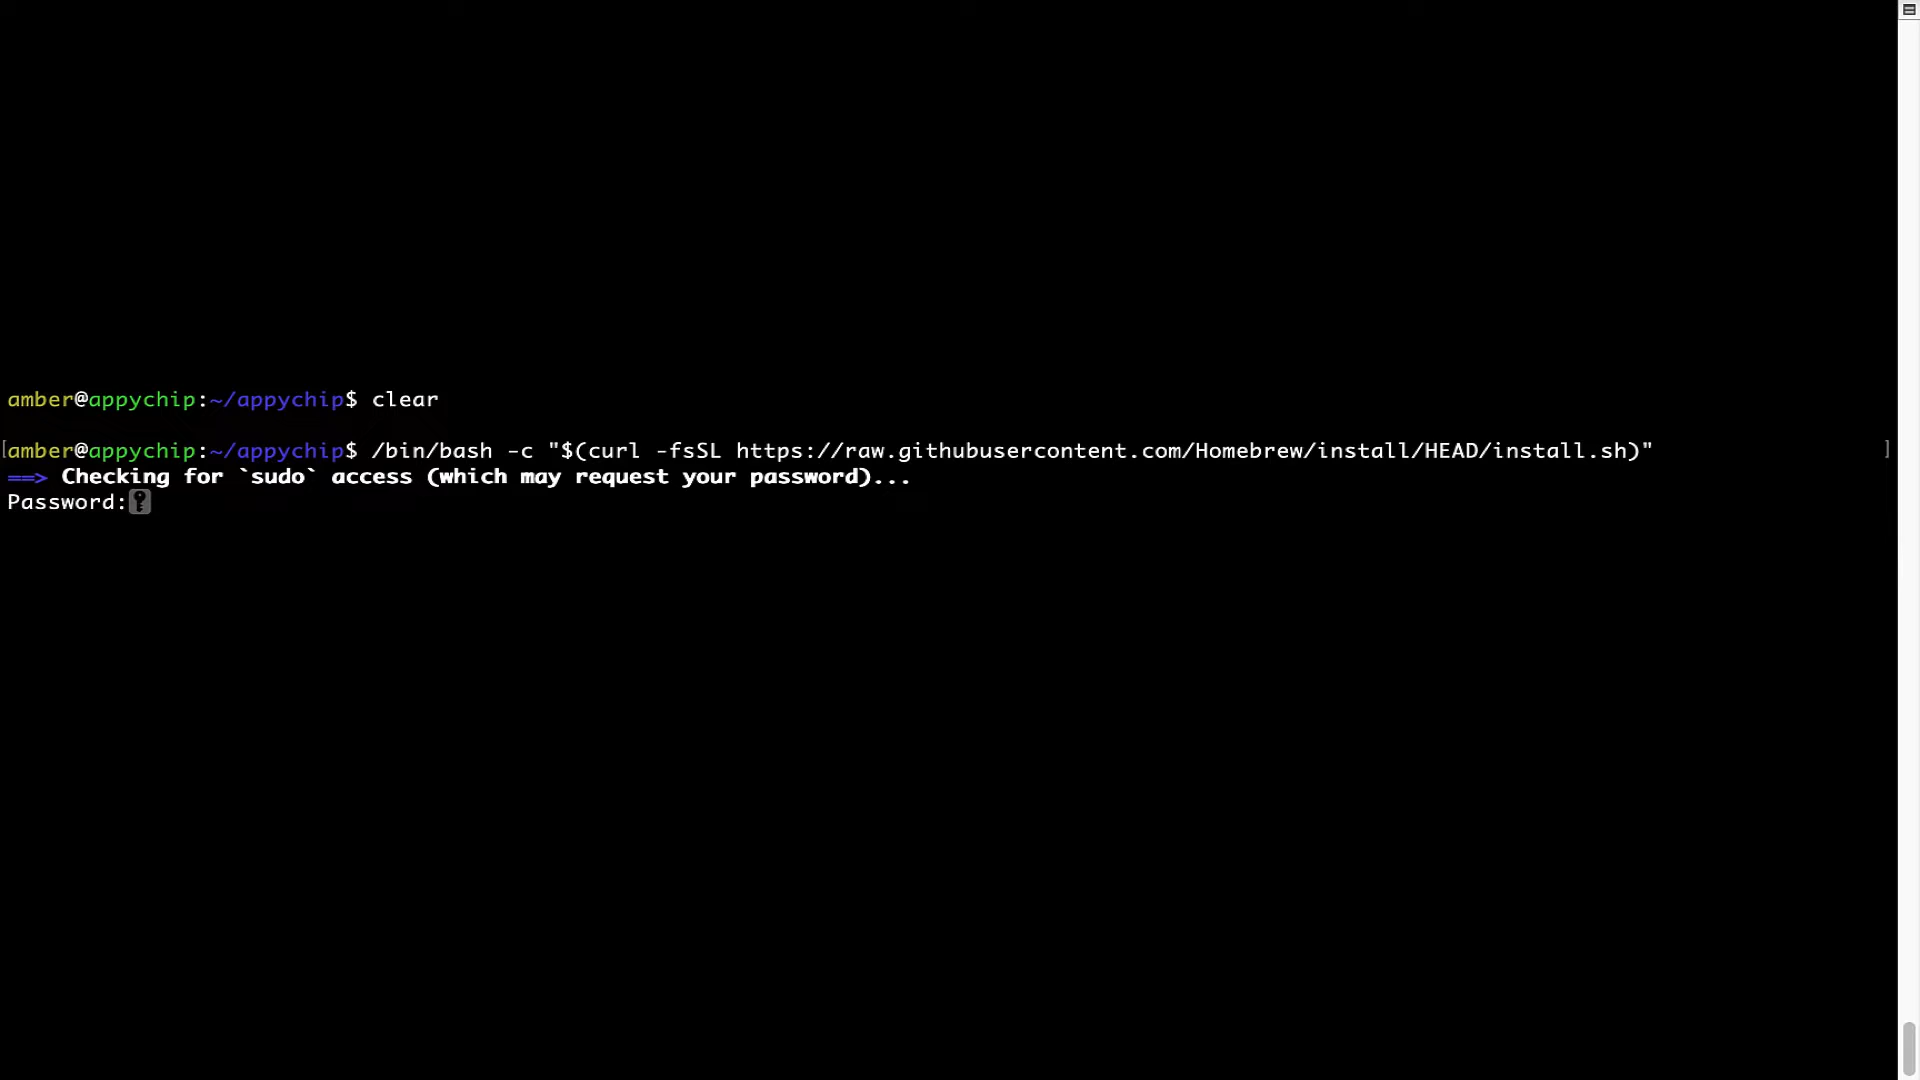 amber@appychip:~/appychip$ clear
[amber@appychip:~/appychip$ /bin/bash -c "$(curl -fsSL https://raw.githubusercontent.com/Homebrew/install/HEAD/install.sh)" ]
==> Checking for `sudo` access (which may request your password)...
Password: